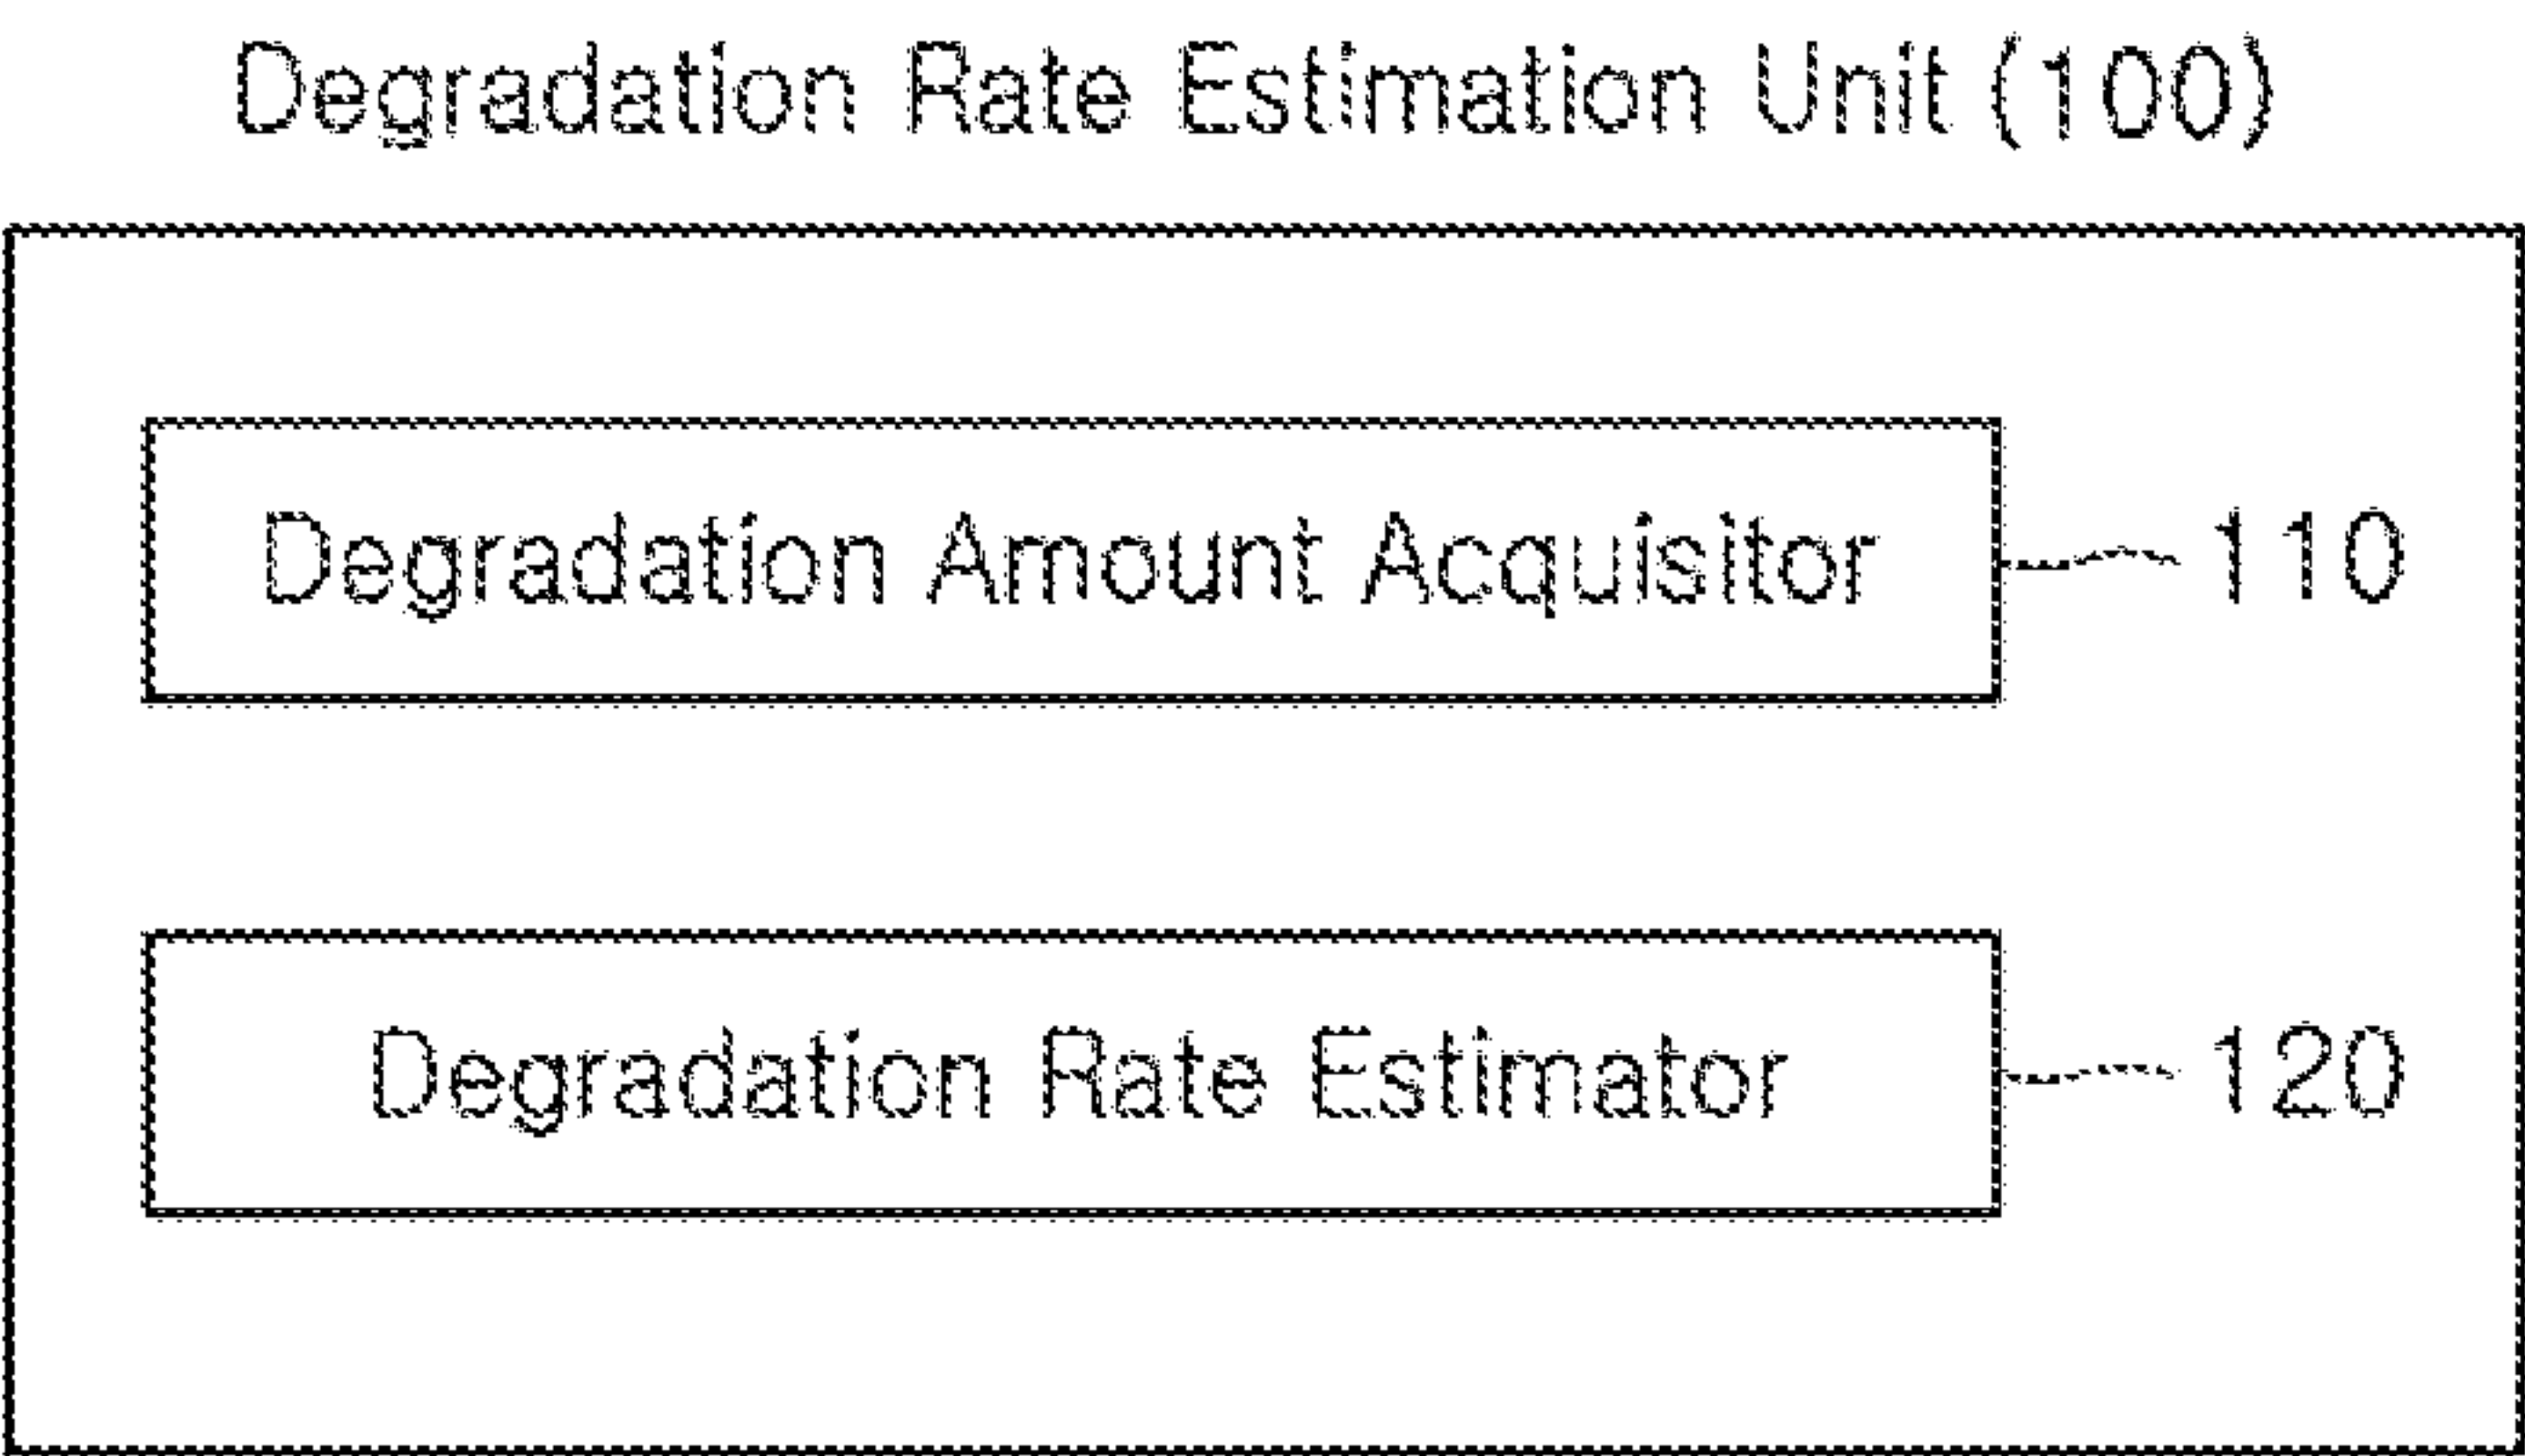 Degradation Rate Estimation Unit (100)
Degradation Amount Acquisitor 110
Degradation Rate Estimator 120